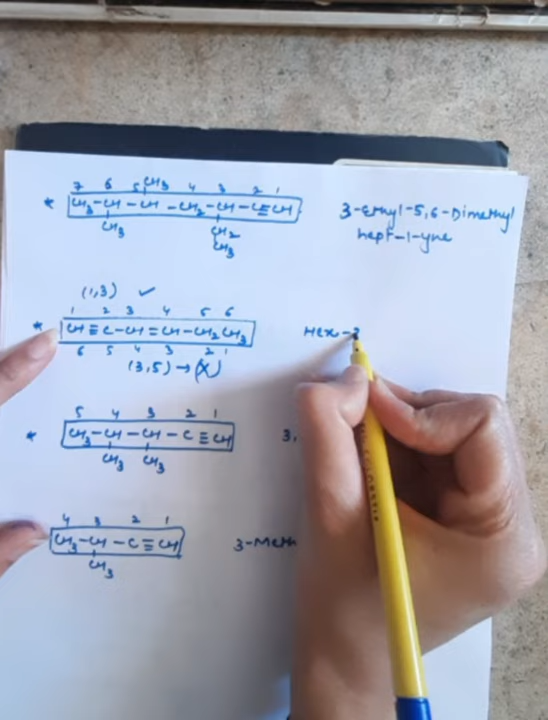 7 6 5 CH3 4 3 2 1
* CH3-CH-CH-CH2-CH-C≡CH 3-Ethyl-5,6-Dimethyl
CH3 CH2 hept-1-yne
CH3
(1,3) ✓
1 2 3 4 5 6
* CH≡C-CH=CH-CH2CH3 Hex-3
6 5 4 3 2 1
(3,5)→(X)
5 4 3 2 1
* CH3-CH-CH-C≡CH 3,
CH3 CH3
4 3 2 1
CH3-CH-C≡CH 3-Meth
CH3